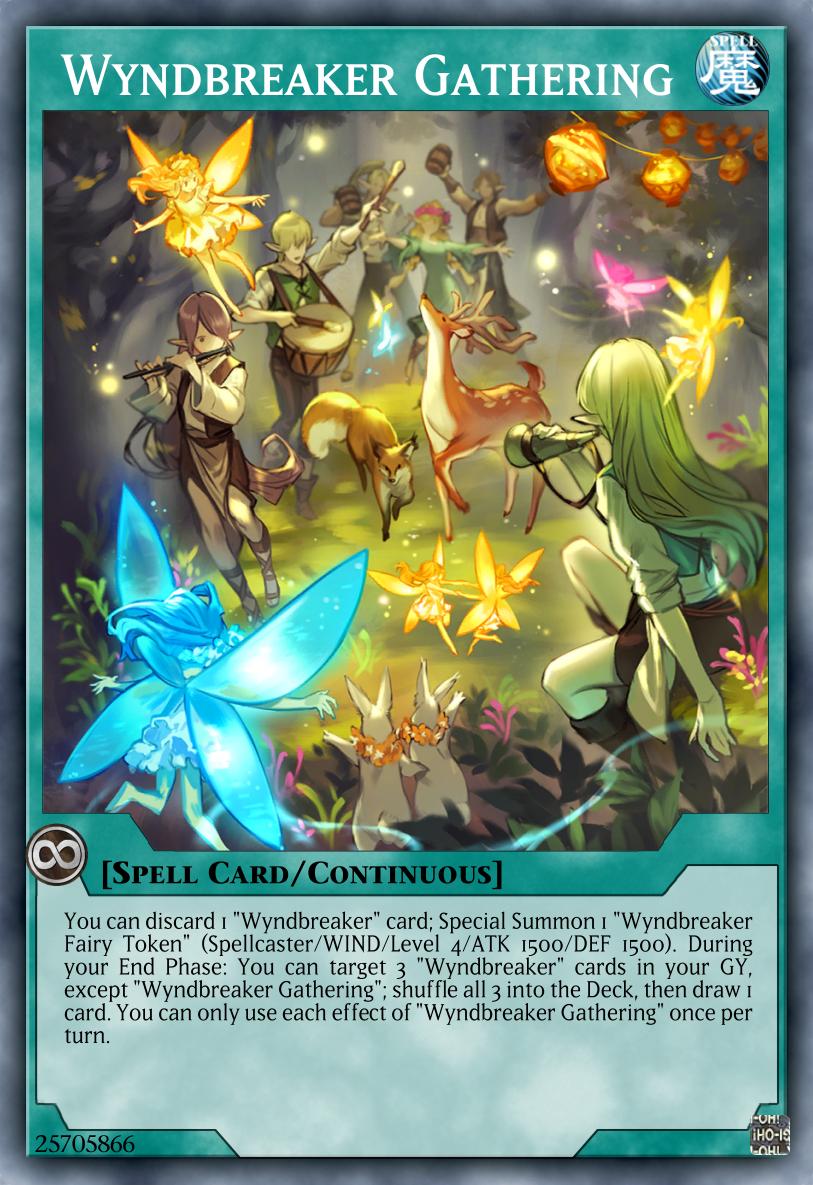 WYNDBREAKER GATHERING
SPELL
魔
[SPELL CARD/CONTINUOUS]
You can discard 1 "Wyndbreaker" card; Special Summon 1 "Wyndbreaker
Fairy Token" (Spellcaster/WIND/Level 4/ATK 1500/DEF 1500). During
your End Phase: You can target 3 "Wyndbreaker" cards in your GY,
except "Wyndbreaker Gathering"; shuffle all 3 into the Deck, then draw 1
card. You can only use each effect of "Wyndbreaker Gathering" once per
turn.
25705866